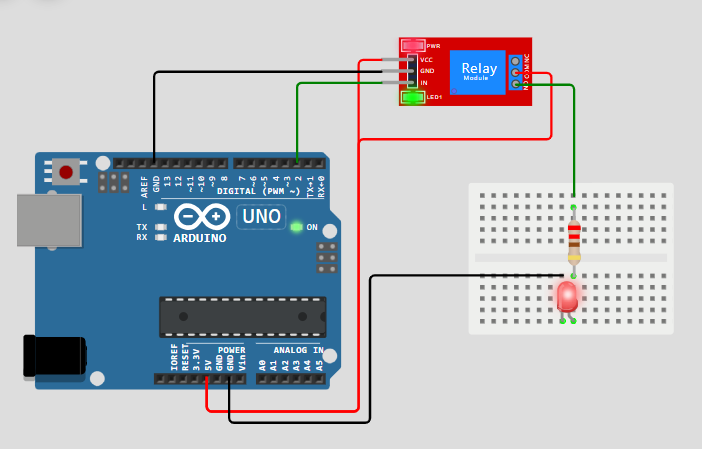 PWR
VCC
GND
IN
LED1
Relay
Module
NO COM NC
AREF
GND
13
12
~11
~10
~9
8
7
~6
~5
4
~3
2
TX→1
RX←0
DIGITAL (PWM ~)
L
TX
RX
UNO
ON
ARDUINO
IOREF
RESET
3.3V
5V
GND
GND
Vin
POWER
ANALOG IN
A0
A1
A2
A3
A4
A5